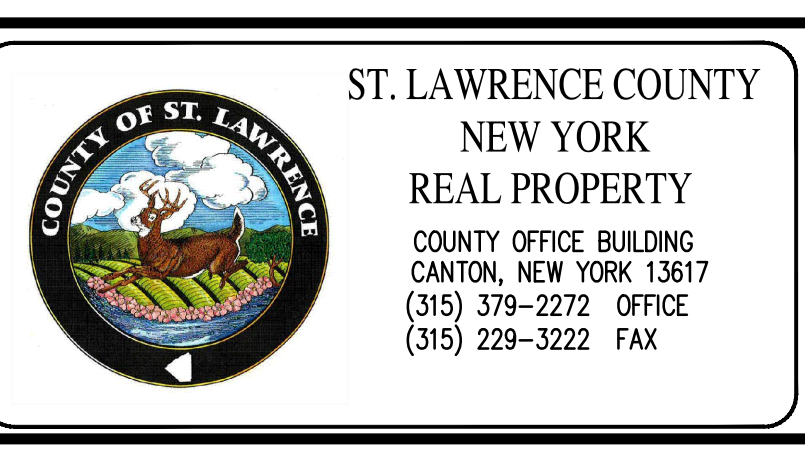 COUNTY OF ST. LAWRENCE
ST. LAWRENCE COUNTY
NEW YORK
REAL PROPERTY
COUNTY OFFICE BUILDING
CANTON, NEW YORK 13617
(315) 379-2272 OFFICE
(315) 229-3222 FAX